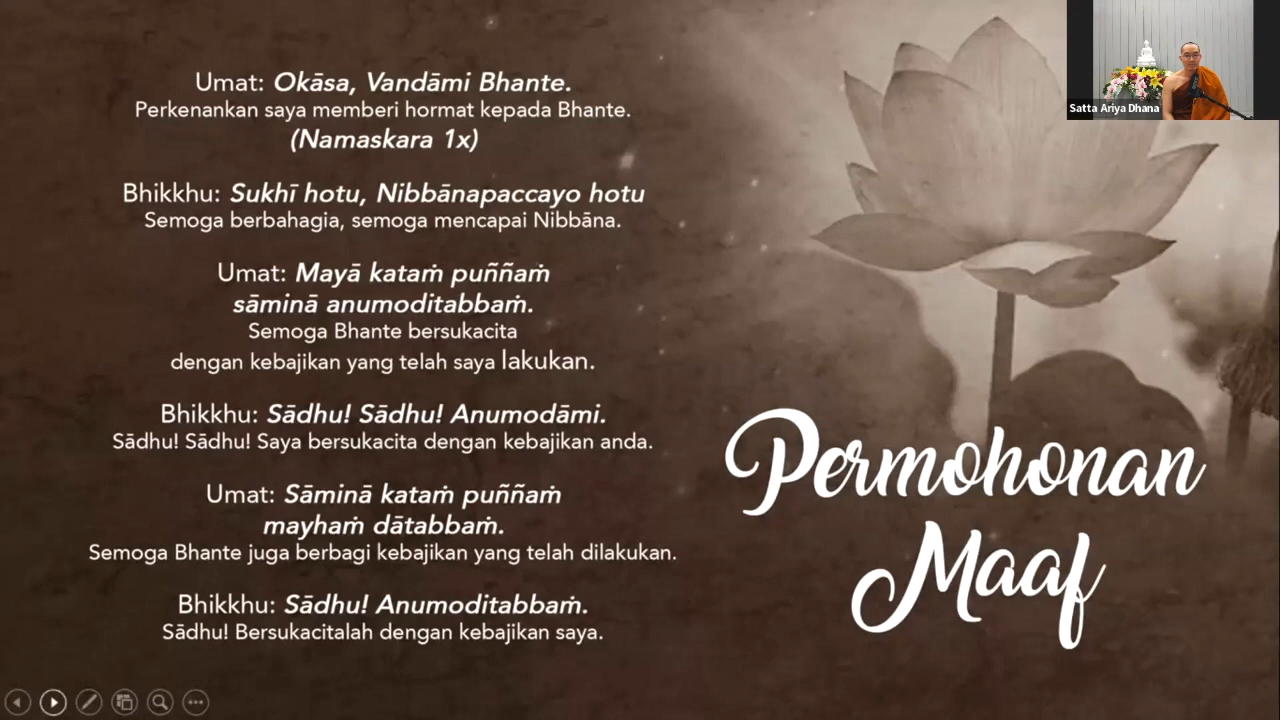 Umat: Okāsa, Vandāmi Bhante.
Perkenankan saya memberi hormat kepada Bhante.
(Namaskara 1x)
Bhikkhu: Sukhī hotu, Nibbānapaccayo hotu
Semoga berbahagia, semoga mencapai Nibbāna.
Umat: Mayā kataṁ puññaṁ
sāminā anumoditabbaṁ.
Semoga Bhante bersukacita
dengan kebajikan yang telah saya lakukan.
Bhikkhu: Sādhu! Sādhu! Anumodāmi.
Sādhu! Sādhu! Saya bersukacita dengan kebajikan anda.
Umat: Sāminā kataṁ puññaṁ
mayhaṁ dātabbaṁ.
Semoga Bhante juga berbagi kebajikan yang telah dilakukan.
Bhikkhu: Sādhu! Anumoditabbaṁ.
Sādhu! Bersukacitalah dengan kebajikan saya.
Permohonan
Maaf
Satta Ariya Dhana